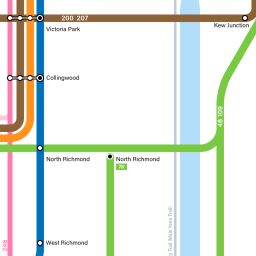 200 207
Victoria Park
Kew Junction
Collingwood
48 109
North Richmond
North Richmond
78
West Richmond
246
Trail (Main Yarra Trail)